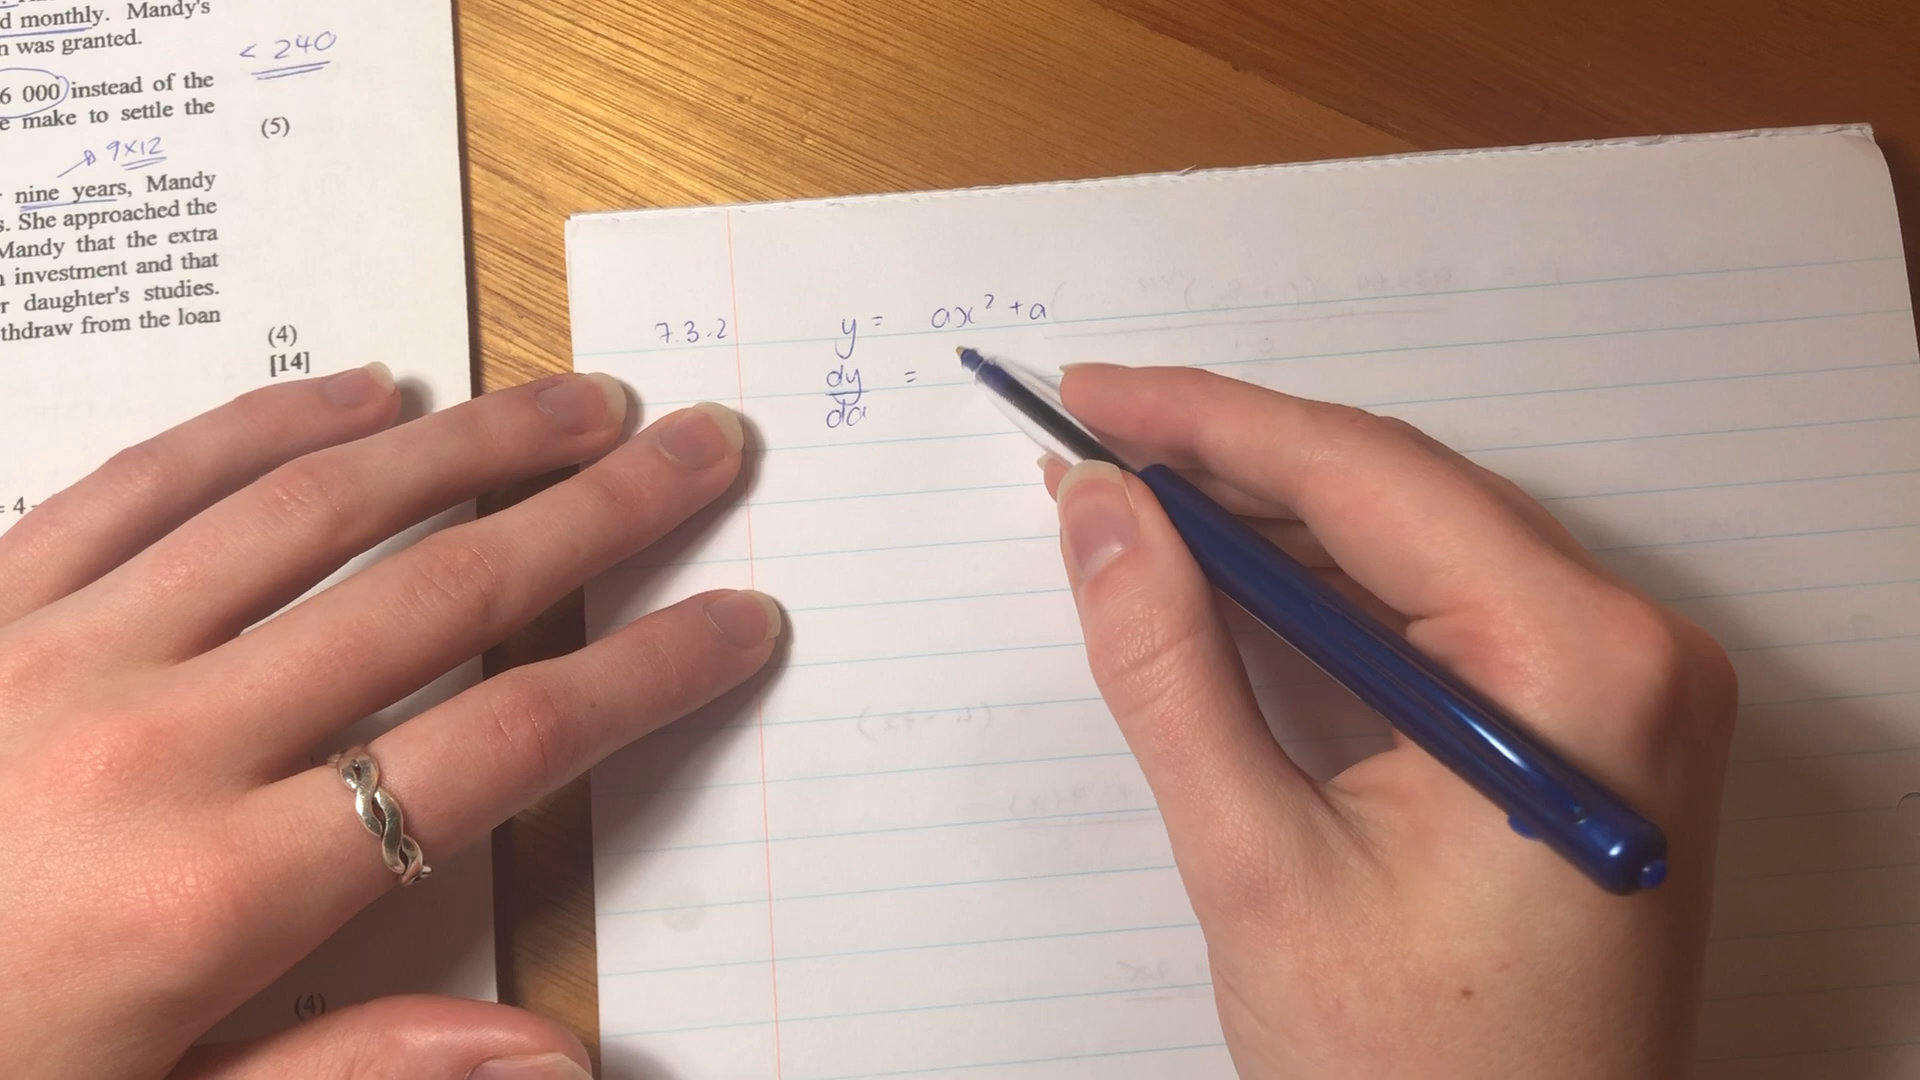 d monthly. Mandy's
n was granted.
< 240
6 000 instead of the
e make to settle the
(5)
9x12
nine years, Mandy
s. She approached the
Mandy that the extra
n investment and that
r daughter's studies.
thdraw from the loan
(4)
[14]
= 4 -
(4)
7.3.2 y = ax² + a
dy =
da